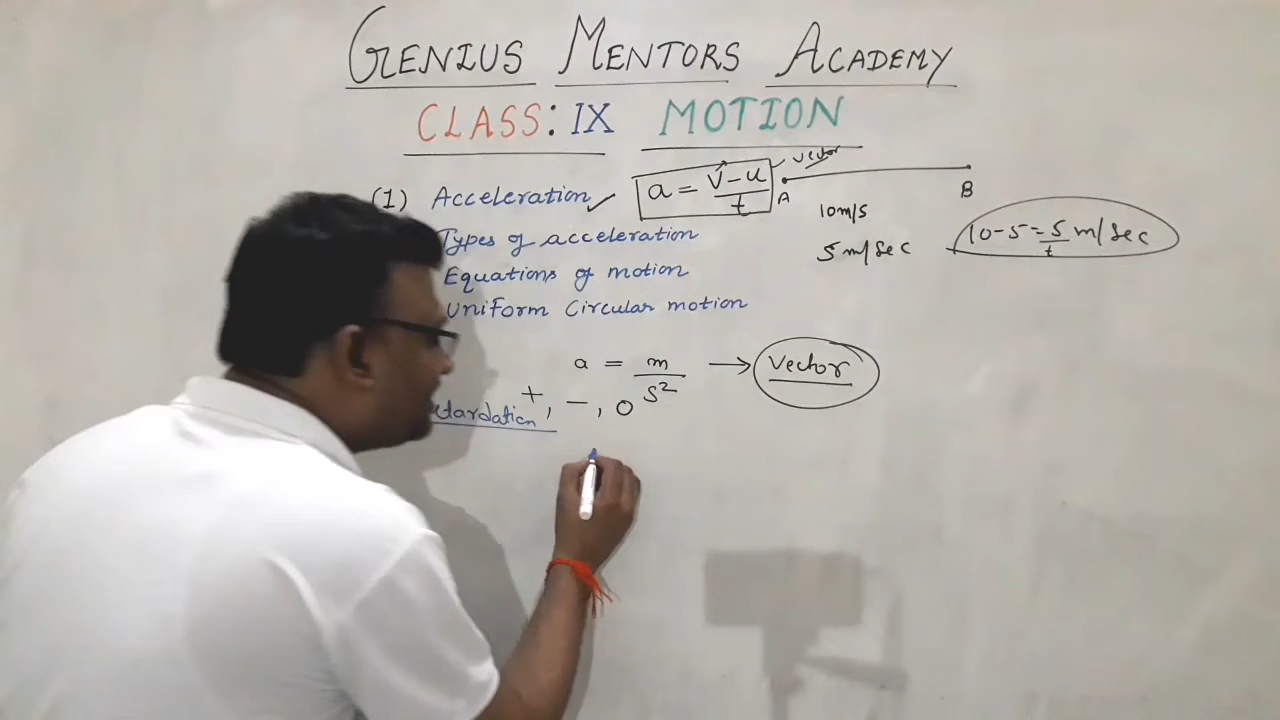 GENIUS MENTORS ACADEMY
CLASS: IX MOTION
(1) Acceleration ✓ a = v-u/t vector
A B
10m/s
Types of acceleration
5 m/sec 10-5=5/t m/sec
Equations of motion
Uniform Circular motion
a = m/s² → Vector
+, -, 0
tardation